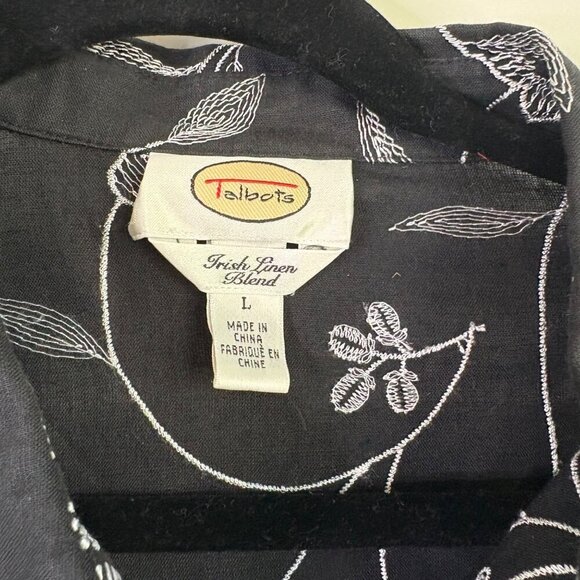 Talbots
Irish Linen
Blend
L
MADE IN
CHINA
FABRIQUÉ EN
CHINE